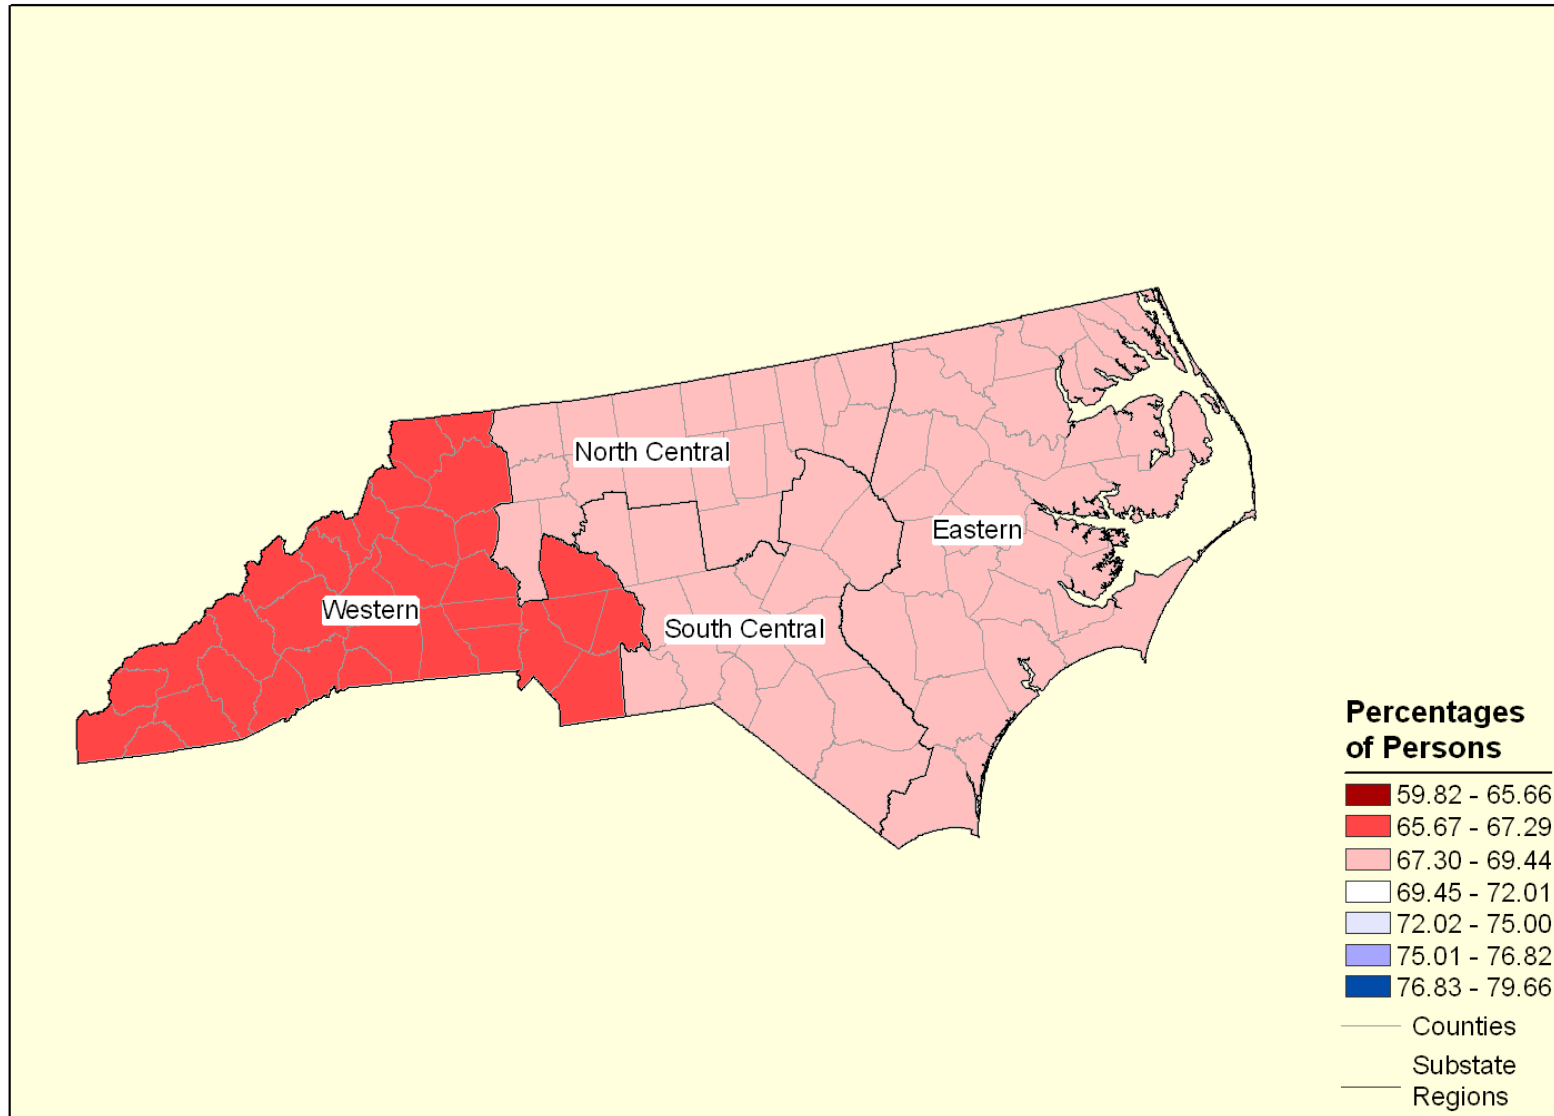 North Central
Eastern
Western
South Central
Percentages
of Persons
59.82 - 65.66
65.67 - 67.29
67.30 - 69.44
69.45 - 72.01
72.02 - 75.00
75.01 - 76.82
76.83 - 79.66
Counties
Substate
Regions